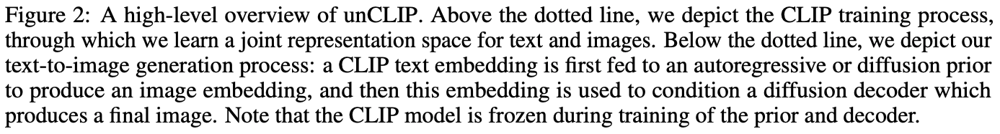 Figure 2: A high-level overview of unCLIP. Above the dotted line, we depict the CLIP training process,
through which we learn a joint representation space for text and images. Below the dotted line, we depict our
text-to-image generation process: a CLIP text embedding is first fed to an autoregressive or diffusion prior
to produce an image embedding, and then this embedding is used to condition a diffusion decoder which
produces a final image. Note that the CLIP model is frozen during training of the prior and decoder.